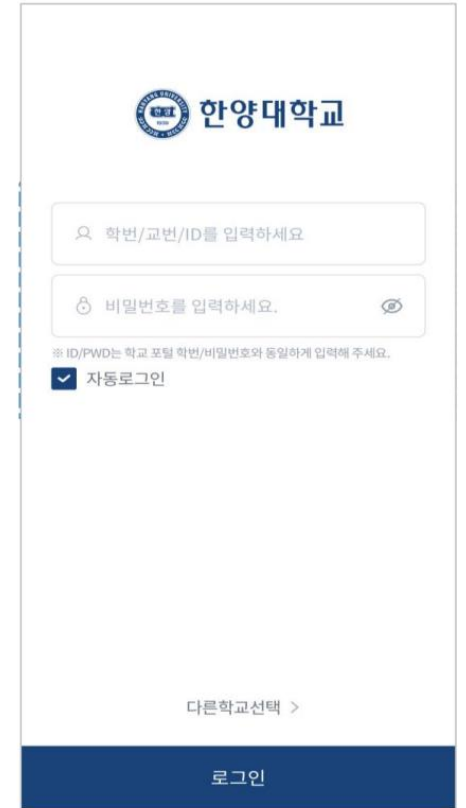 한양대학교
학번/교번/ID를 입력하세요
비밀번호를 입력하세요.
※ ID/PWD는 학교 포털 학번/비밀번호와 동일하게 입력해 주세요.
자동로그인
다른학교선택 >
로그인